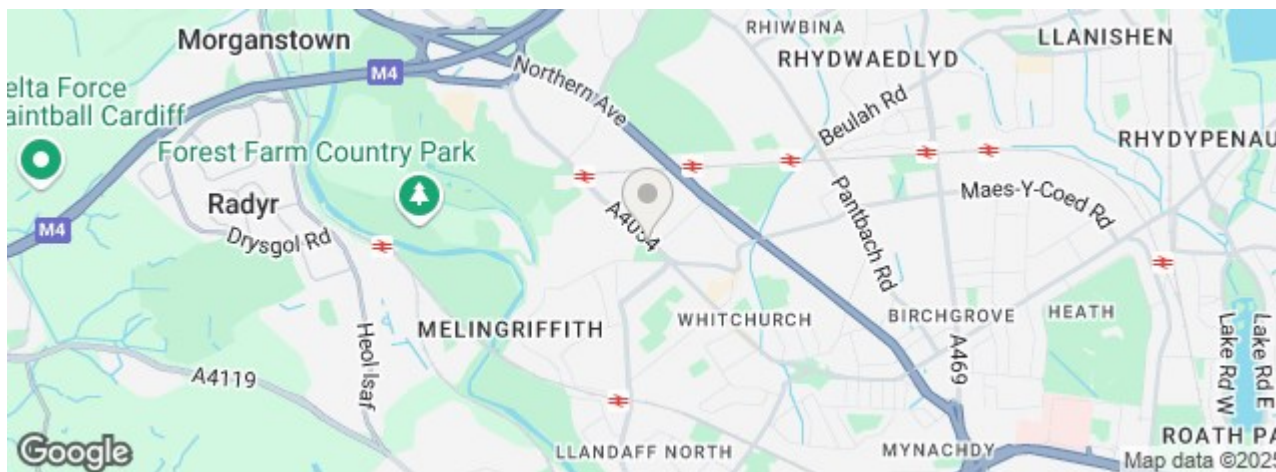 RHIWBINA
LLANISHEN
Morganstown
RHYDWAEDLYD
M4
Northern Ave
elta Force
aintball Cardiff
Beulah Rd
RHYDYPENAU
Forest Farm Country Park
Maes-Y-Coed Rd
Radyr
A4054
Pantbach Rd
M4
Drysgol Rd
MELINGRIFFITH
WHITCHURCH
BIRCHGROVE
HEATH
Heol Isaf
A469
Lake Rd W
Lake Rd E
A4119
LLANDAFF NORTH
MYNACHDY
ROATH PA
Google
Map data ©2025